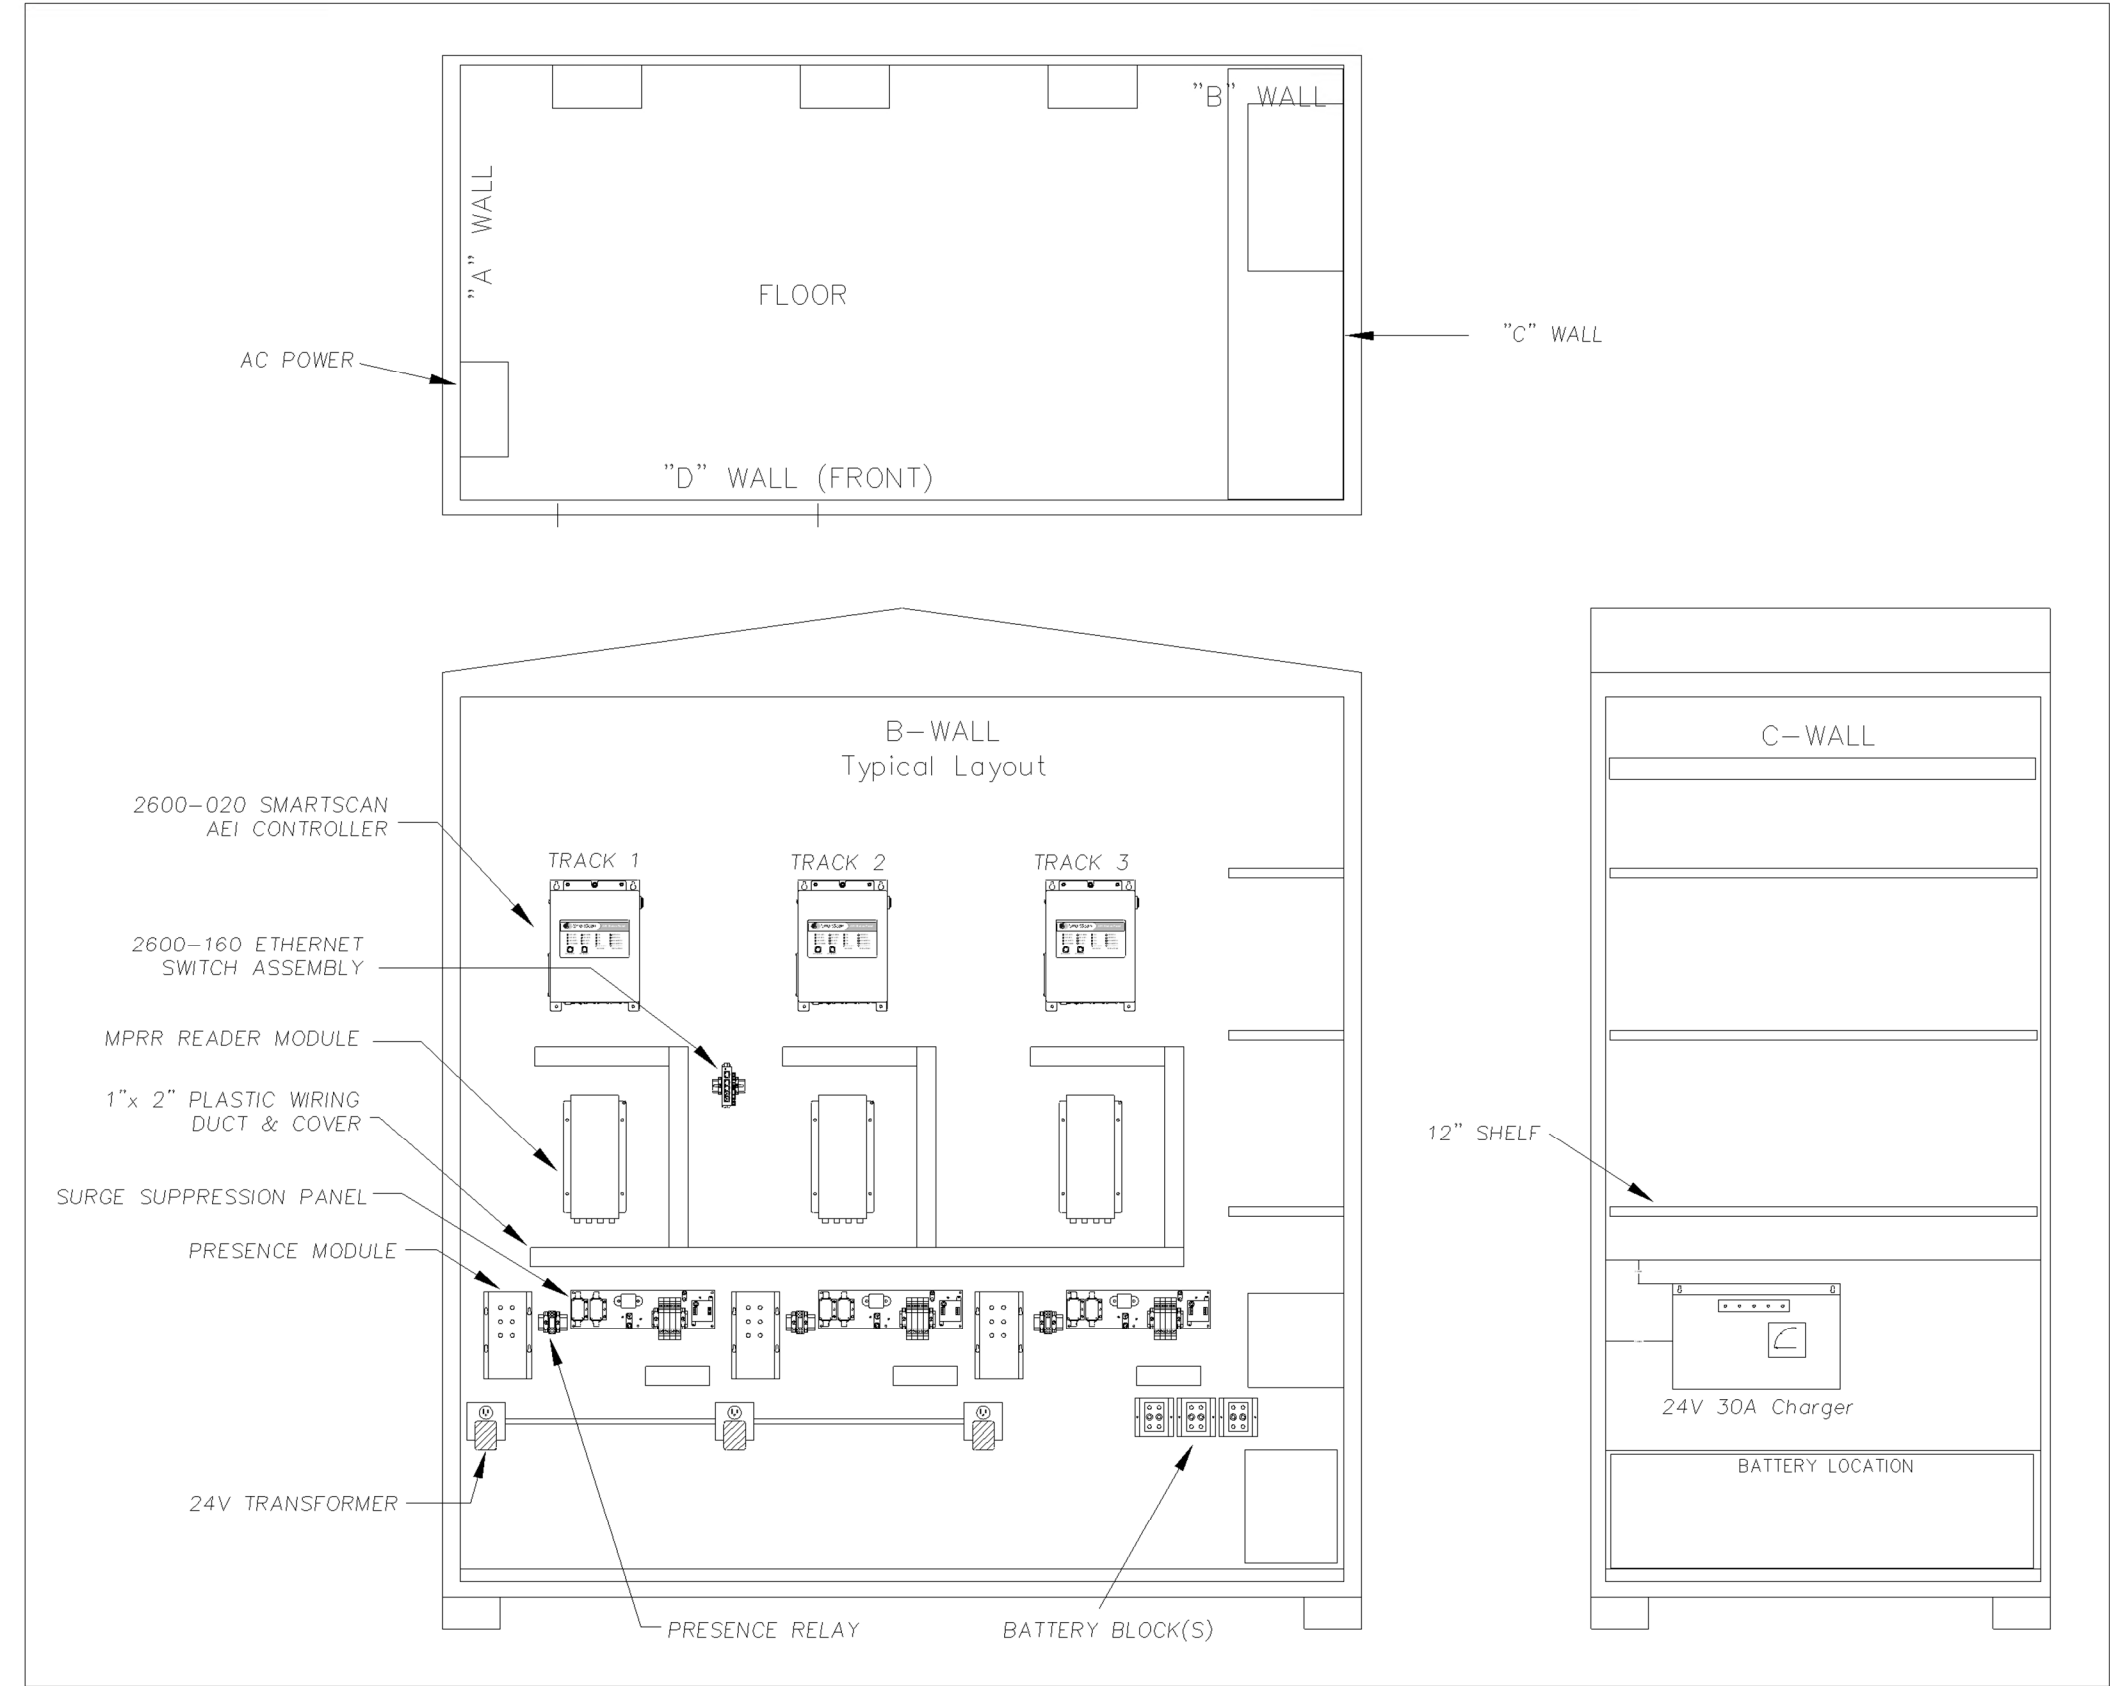 "B" WALL
"A" WALL
FLOOR
"C" WALL
AC POWER
"D" WALL (FRONT)
B-WALL
Typical Layout
C-WALL
2600-020 SMARTSCAN
AEI CONTROLLER
TRACK 1
TRACK 2
TRACK 3
2600-160 ETHERNET
SWITCH ASSEMBLY
MPRR READER MODULE
1"x 2" PLASTIC WIRING
DUCT & COVER
12" SHELF
SURGE SUPPRESSION PANEL
PRESENCE MODULE
24V 30A Charger
BATTERY LOCATION
24V TRANSFORMER
PRESENCE RELAY
BATTERY BLOCK(S)